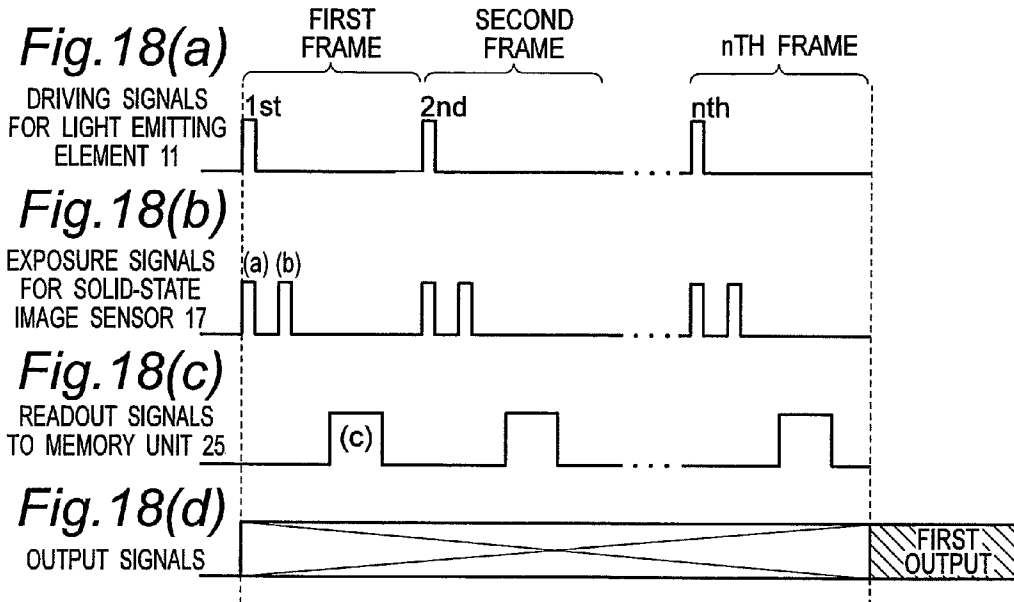 FIRST
FRAME
SECOND
FRAME
nTH FRAME
Fig.18(a)
DRIVING SIGNALS
FOR LIGHT EMITTING
ELEMENT 11
1st
2nd
nth
Fig.18(b)
EXPOSURE SIGNALS
FOR SOLID-STATE
IMAGE SENSOR 17
(a) (b)
Fig.18(c)
READOUT SIGNALS
TO MEMORY UNIT 25
(c)
Fig.18(d)
OUTPUT SIGNALS
FIRST
OUTPUT